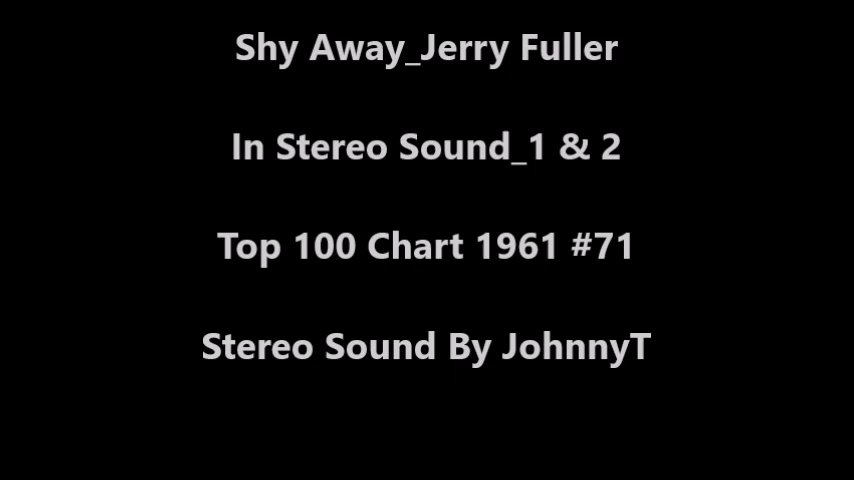 Shy Away_Jerry Fuller
In Stereo Sound_1 & 2
Top 100 Chart 1961 #71
Stereo Sound By JohnnyT